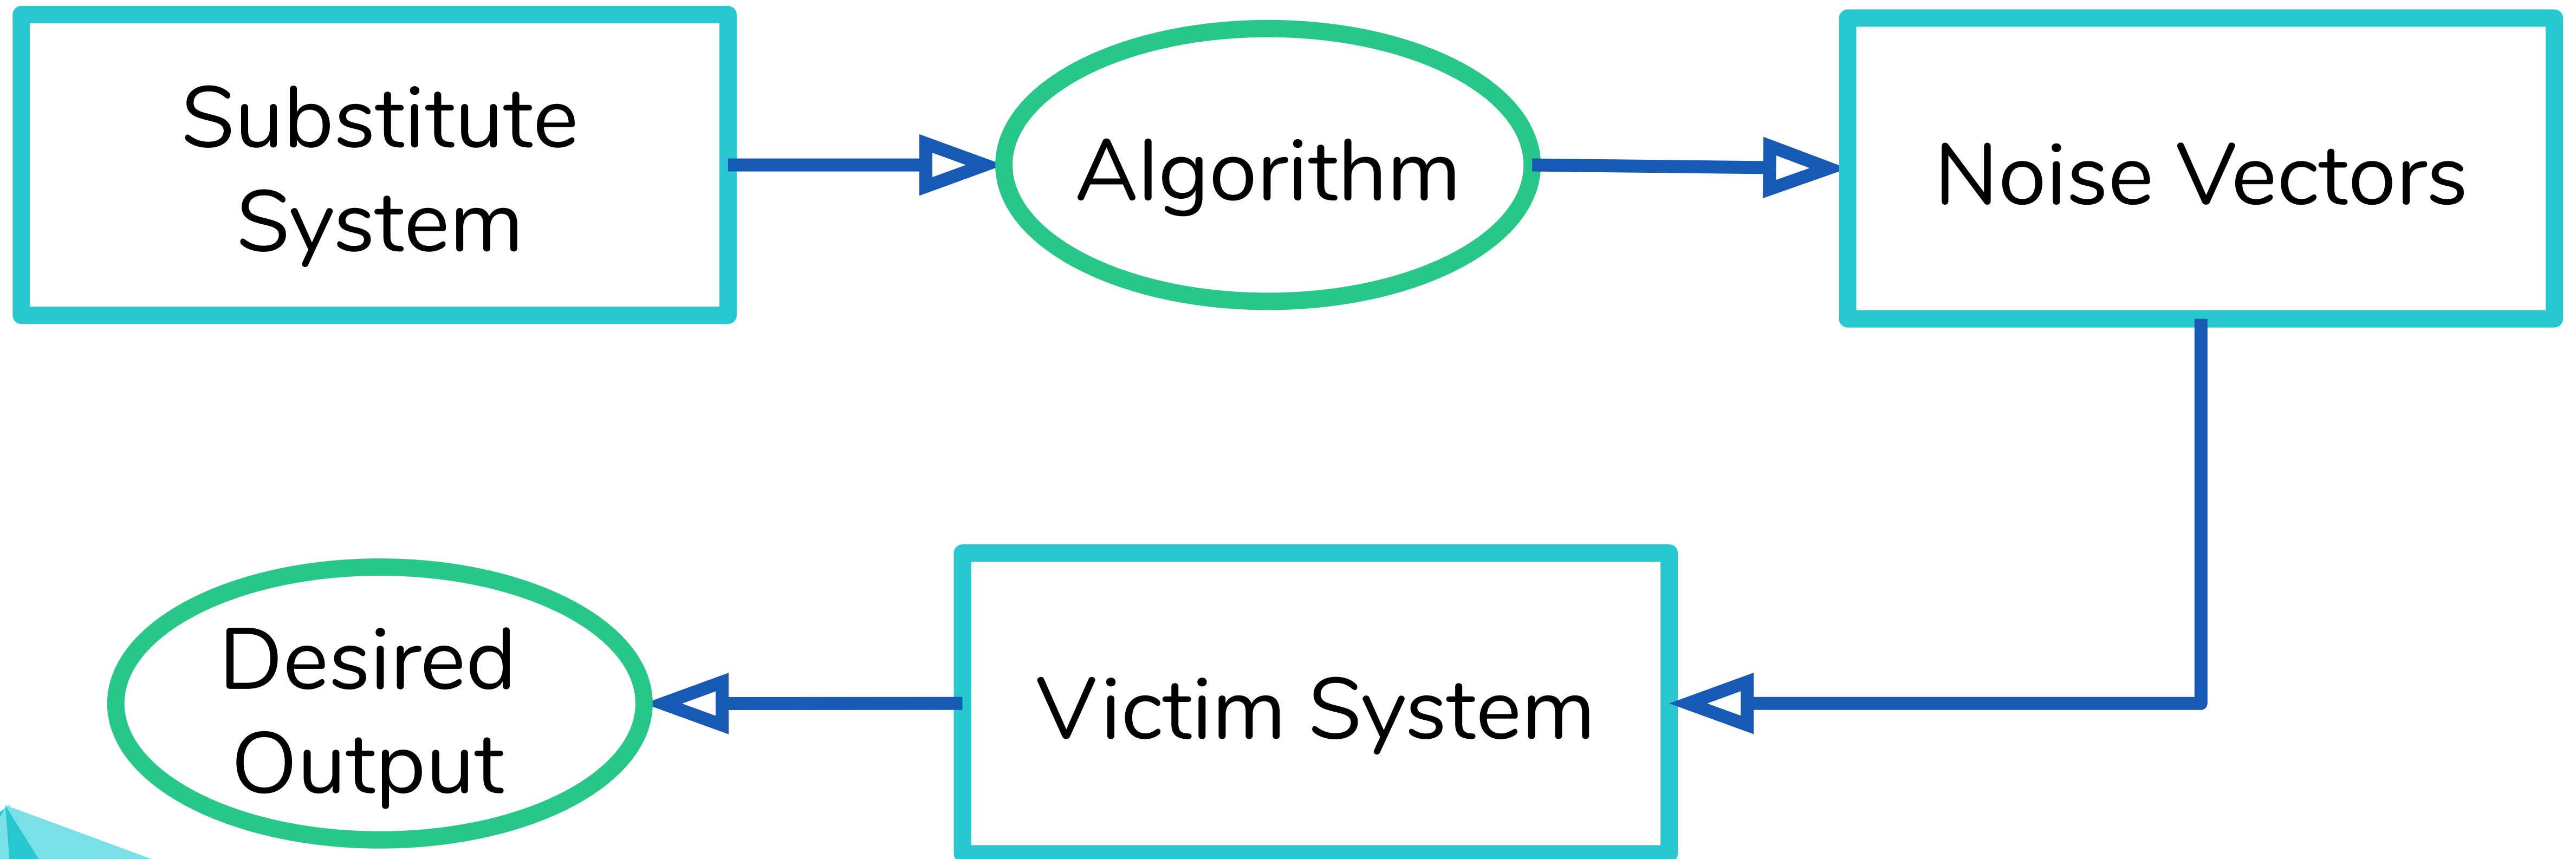 Substitute
System
Algorithm
Noise Vectors
Desired
Output
Victim System